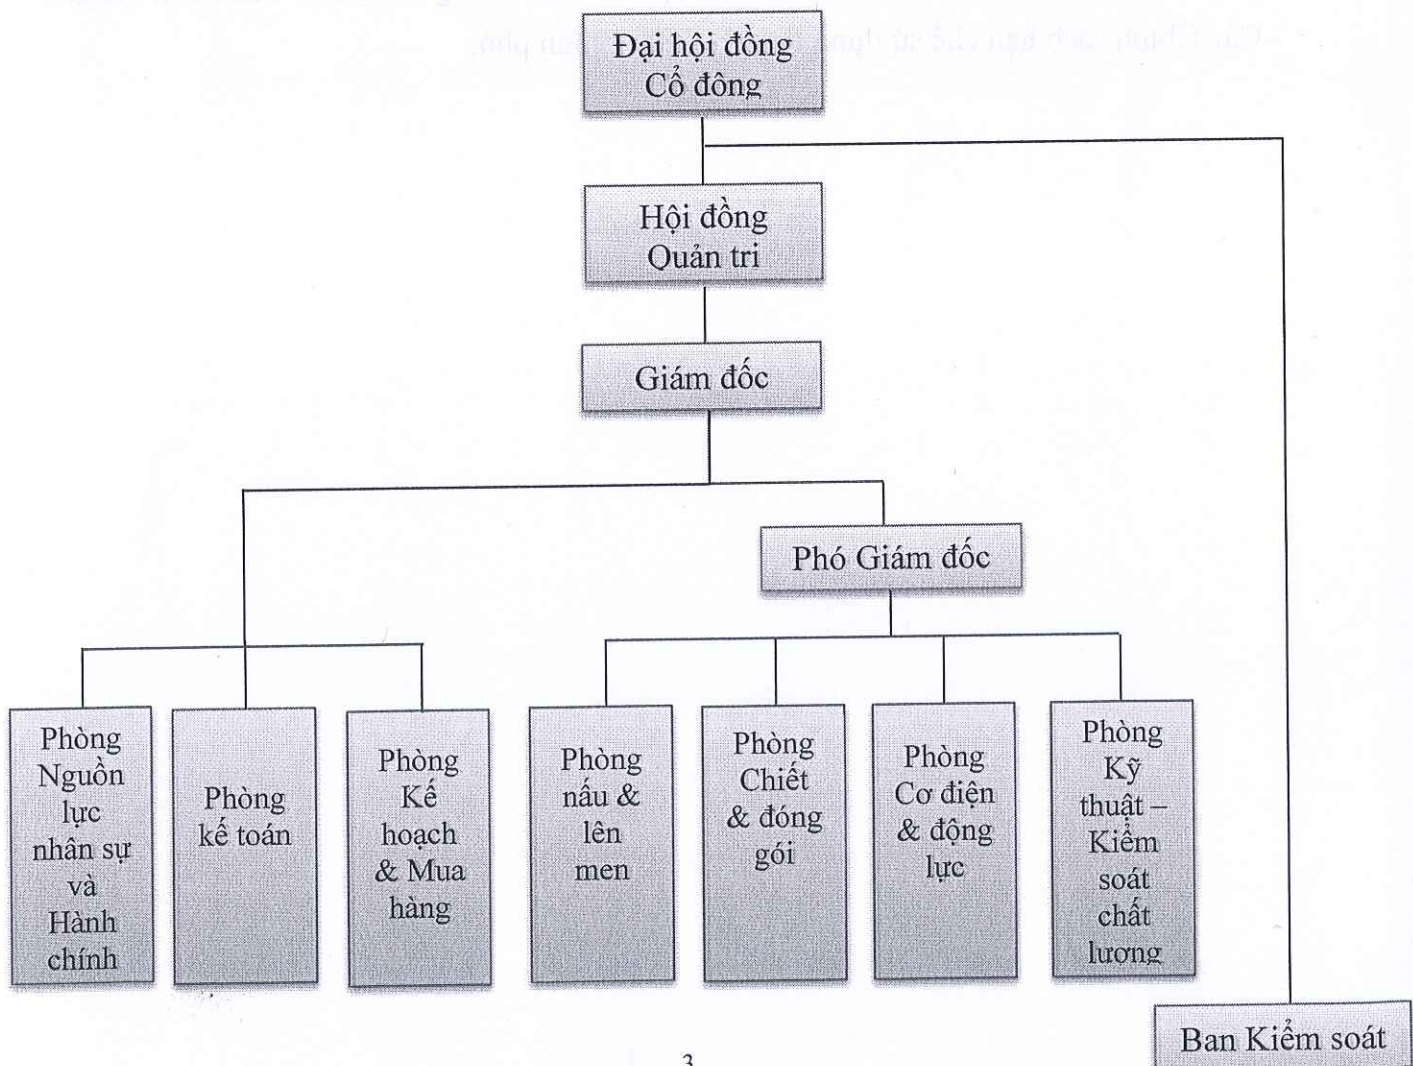 Đại hội đồng
Cổ đông
Hội đồng
Quản tri
Giám đốc
Phó Giám đốc
Phòng
Nguồn
lực
nhân sự
và
Hành
chính
Phòng
kế toán
Phòng
Kế
hoạch
& Mua
hàng
Phòng
nấu &
lên
men
Phòng
Chiết
& đóng
gói
Phòng
Cơ điện
& động
lực
Phòng
Kỹ
thuật –
Kiểm
soát
chất
lượng
Ban Kiểm soát
3